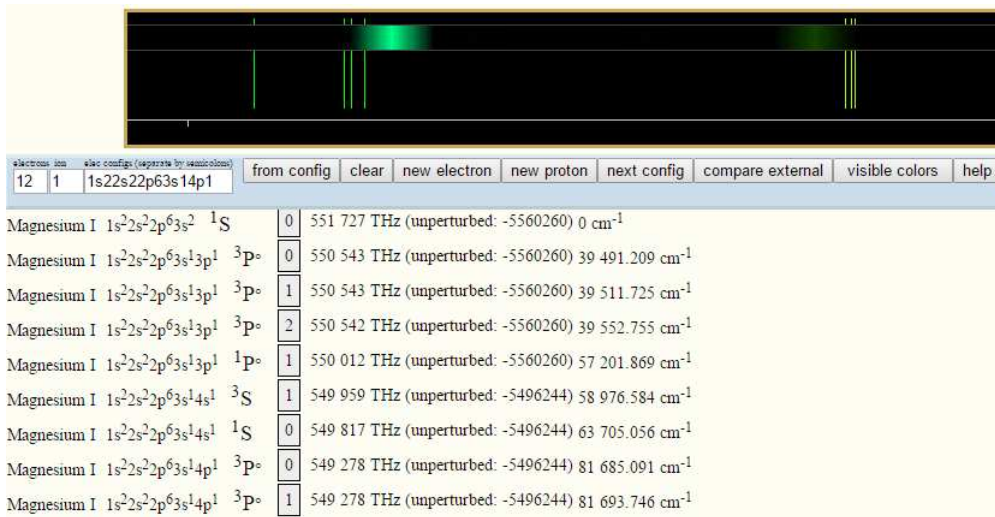 electrons ion elec configs (separate by semicolons)
12 1 1s22s22p63s14p1 from config clear new electron new proton next config compare external visible colors help
Magnesium I 1s²2s²2p⁶3s² ¹S 0 551 727 THz (unperturbed: -5560260) 0 cm⁻¹
Magnesium I 1s²2s²2p⁶3s¹3p¹ ³P° 0 550 543 THz (unperturbed: -5560260) 39 491.209 cm⁻¹
Magnesium I 1s²2s²2p⁶3s¹3p¹ ³P° 1 550 543 THz (unperturbed: -5560260) 39 511.725 cm⁻¹
Magnesium I 1s²2s²2p⁶3s¹3p¹ ³P° 2 550 542 THz (unperturbed: -5560260) 39 552.755 cm⁻¹
Magnesium I 1s²2s²2p⁶3s¹3p¹ ¹P° 1 550 012 THz (unperturbed: -5560260) 57 201.869 cm⁻¹
Magnesium I 1s²2s²2p⁶3s¹4s¹ ³S 1 549 959 THz (unperturbed: -5496244) 58 976.584 cm⁻¹
Magnesium I 1s²2s²2p⁶3s¹4s¹ ¹S 0 549 817 THz (unperturbed: -5496244) 63 705.056 cm⁻¹
Magnesium I 1s²2s²2p⁶3s¹4p¹ ³P° 0 549 278 THz (unperturbed: -5496244) 81 685.091 cm⁻¹
Magnesium I 1s²2s²2p⁶3s¹4p¹ ³P° 1 549 278 THz (unperturbed: -5496244) 81 693.746 cm⁻¹